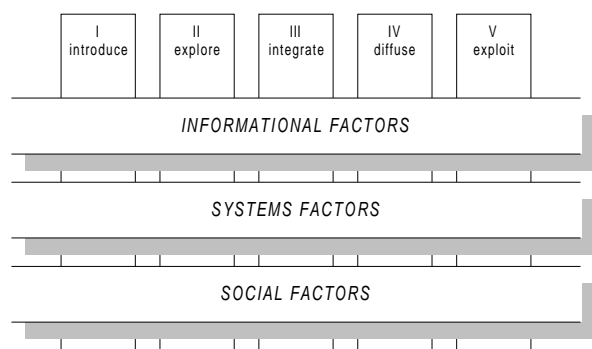 I II III IV V
introduce explore integrate diffuse exploit
INFORMATIONAL FACTORS
SYSTEMS FACTORS
SOCIAL FACTORS